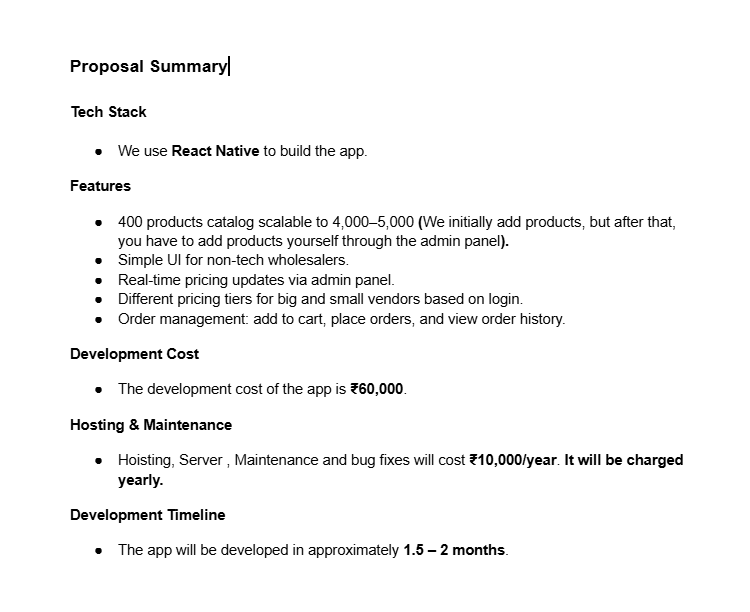 Proposal Summary
Tech Stack
● We use React Native to build the app.
Features
● 400 products catalog scalable to 4,000–5,000 (We initially add products, but after that,
you have to add products yourself through the admin panel).
● Simple UI for non-tech wholesalers.
● Real-time pricing updates via admin panel.
● Different pricing tiers for big and small vendors based on login.
● Order management: add to cart, place orders, and view order history.
Development Cost
● The development cost of the app is ₹60,000.
Hosting & Maintenance
● Hoisting, Server , Maintenance and bug fixes will cost ₹10,000/year. It will be charged
yearly.
Development Timeline
● The app will be developed in approximately 1.5 – 2 months.